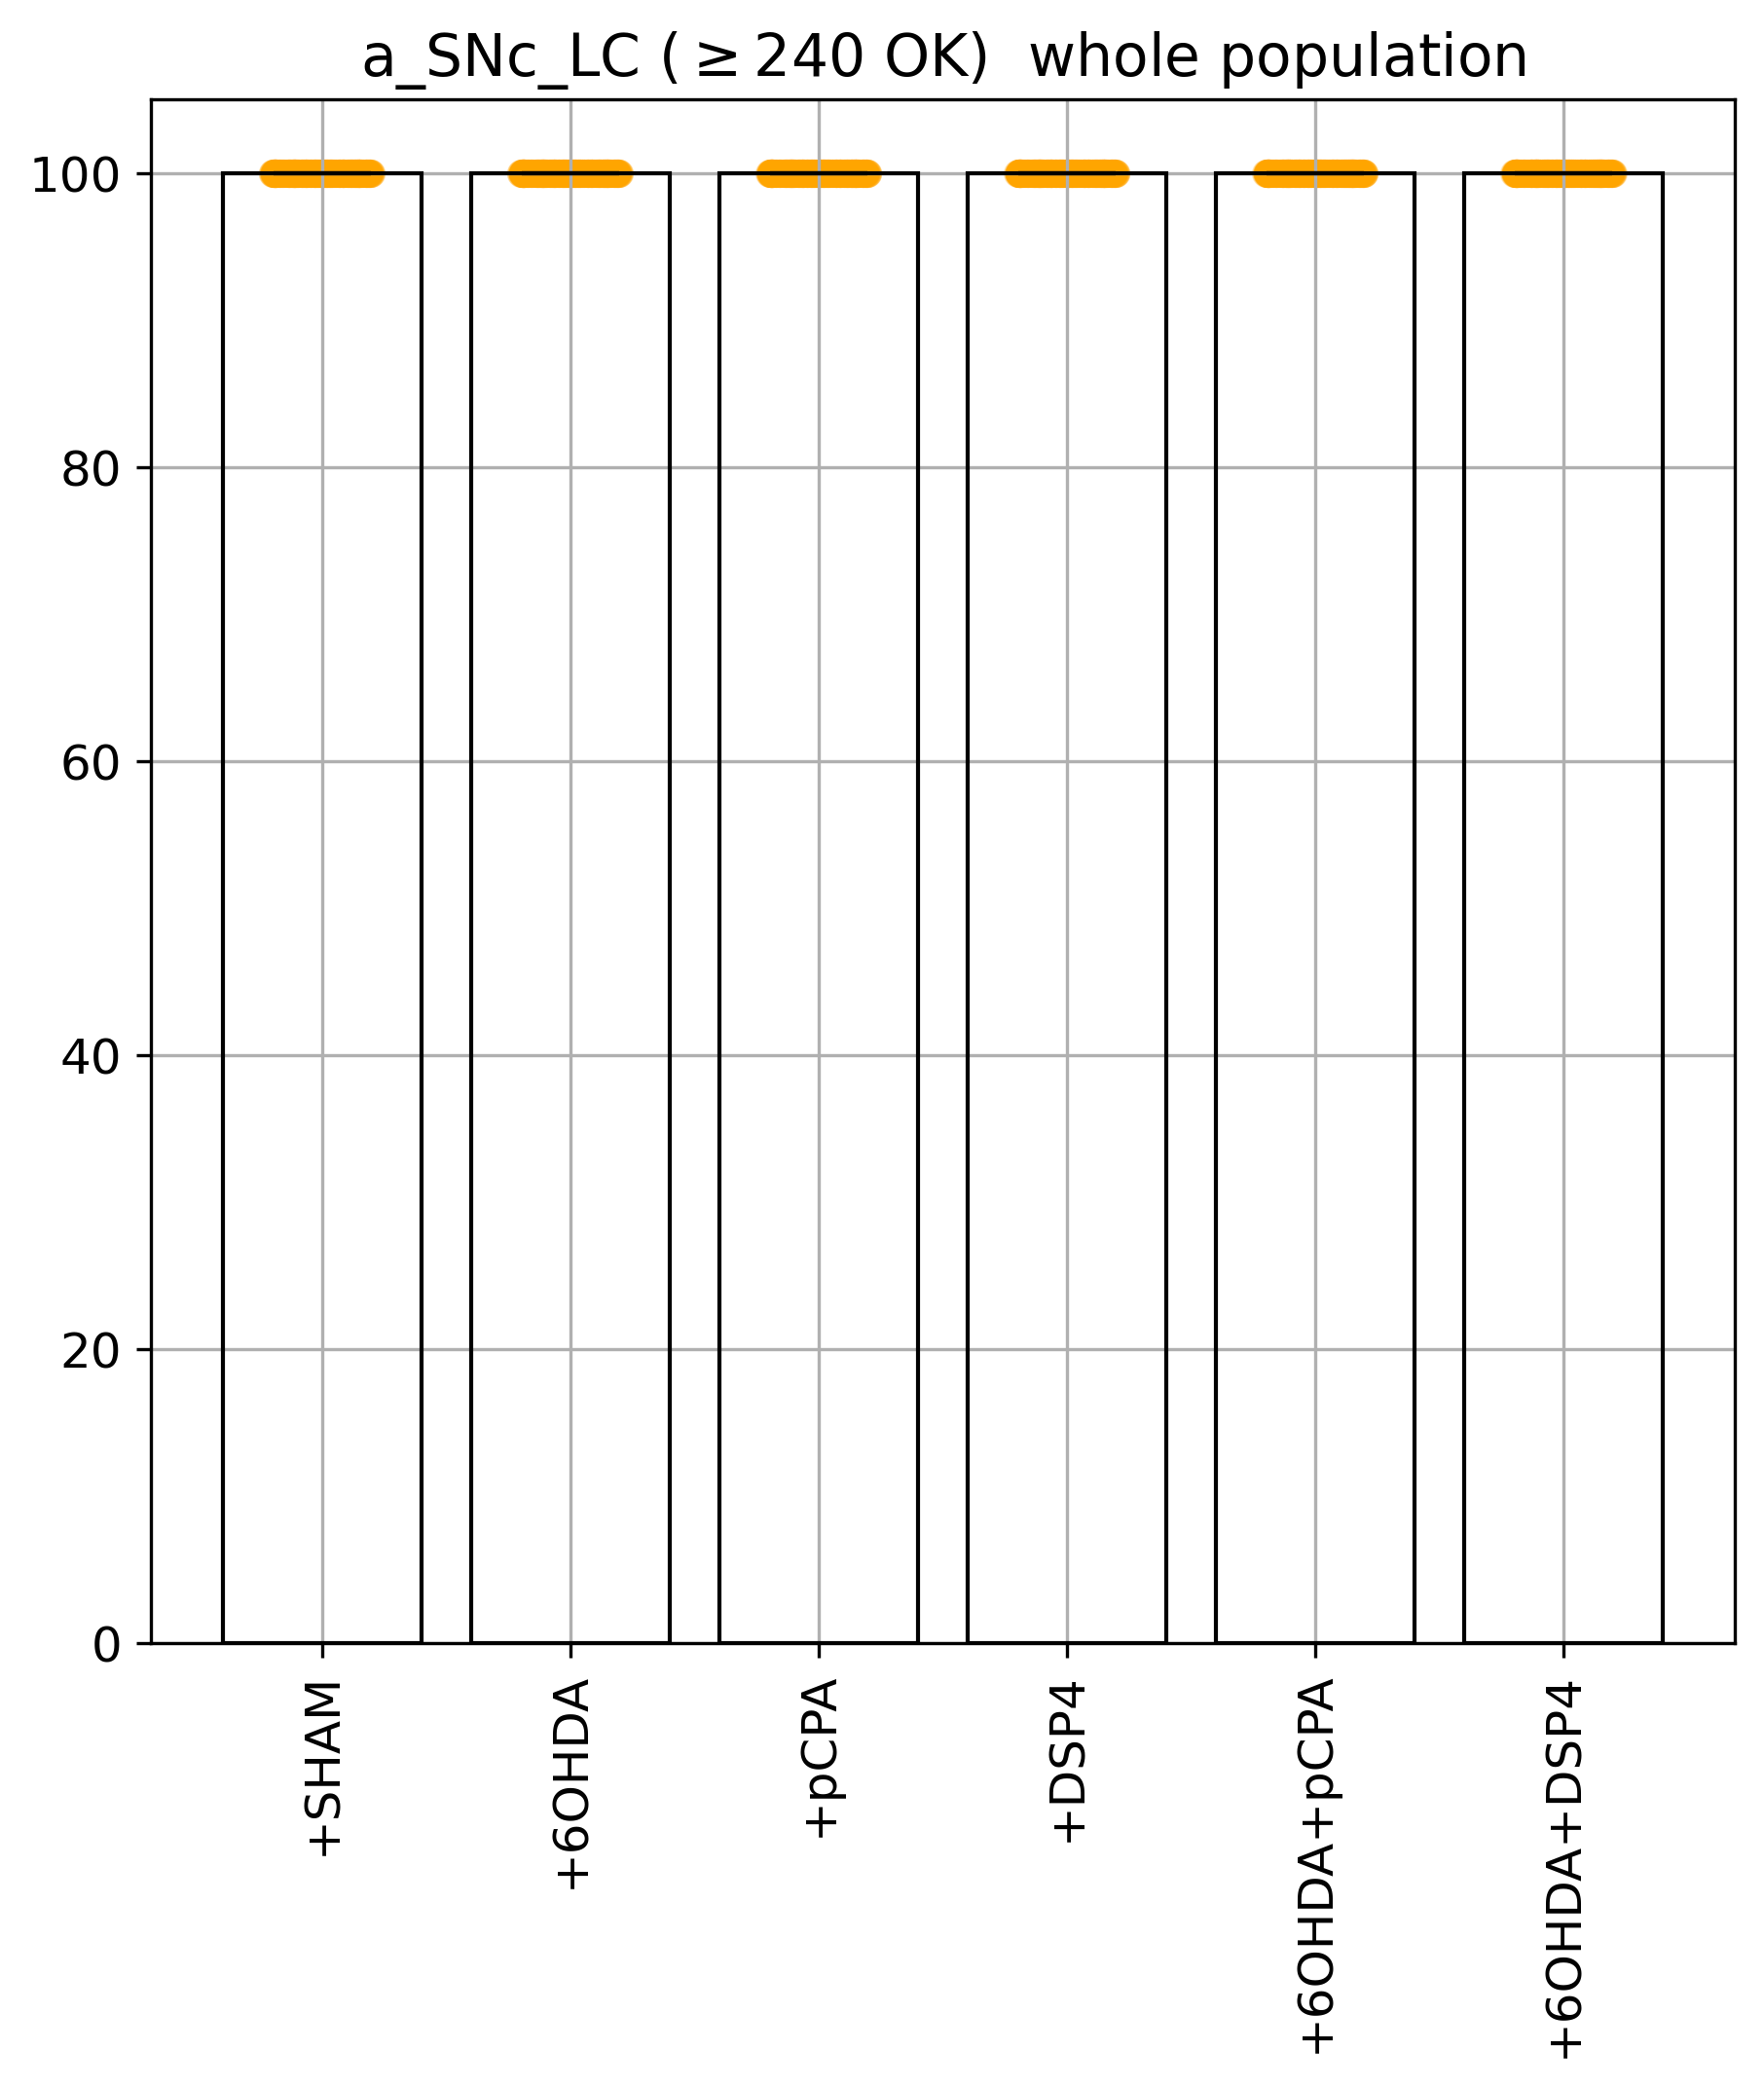 a_SNc_LC (≥240 OK)  whole population
100
80
60
40
20
0
+SHAM
+6OHDA
+pCPA
+DSP4
+6OHDA+pCPA
+6OHDA+DSP4